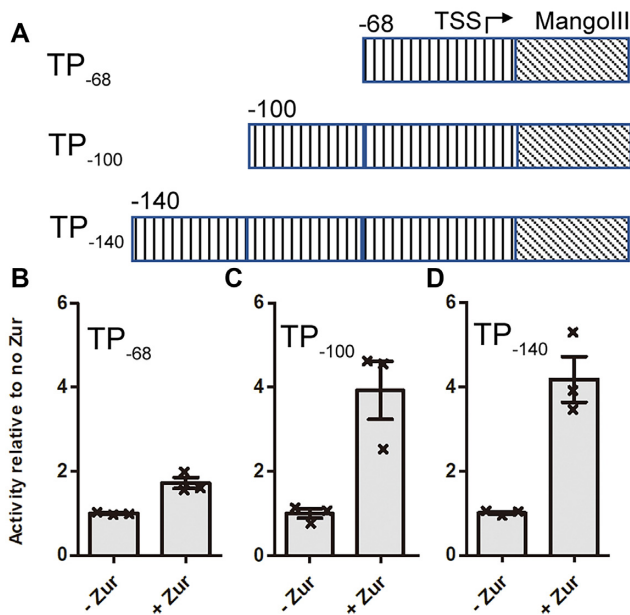 A
-68
TSS
MangoIII
TP-68
-100
TP-100
-140
TP-140
B
C
D
Activity relative to no Zur
6
4
2
0
TP-68
- Zur
+ Zur
6
4
2
0
TP-100
- Zur
+ Zur
6
4
2
0
TP-140
- Zur
+ Zur